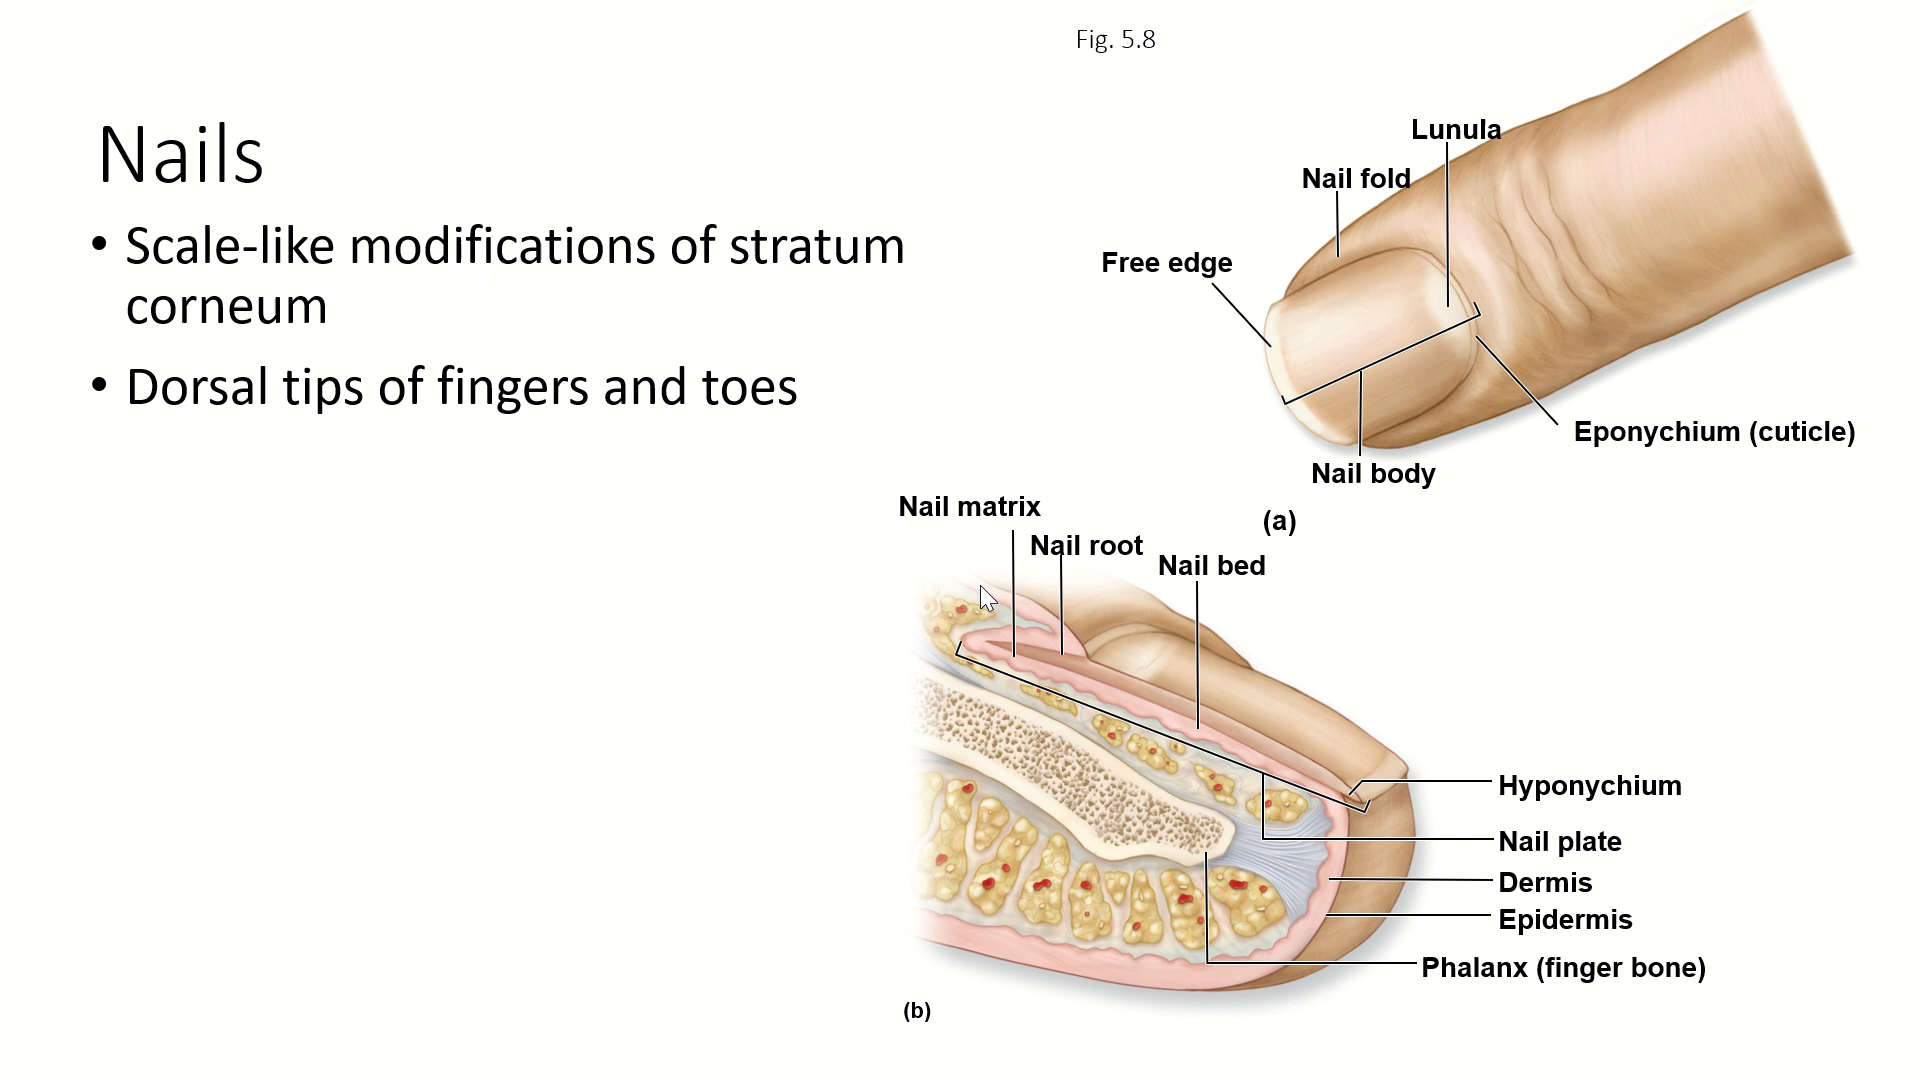 Fig. 5.8
Nails
• Scale-like modifications of stratum
corneum
• Dorsal tips of fingers and toes
Lunula
Nail fold
Free edge
Eponychium (cuticle)
Nail body
(a)
Nail matrix
Nail root
Nail bed
Hyponychium
Nail plate
Dermis
Epidermis
Phalanx (finger bone)
(b)